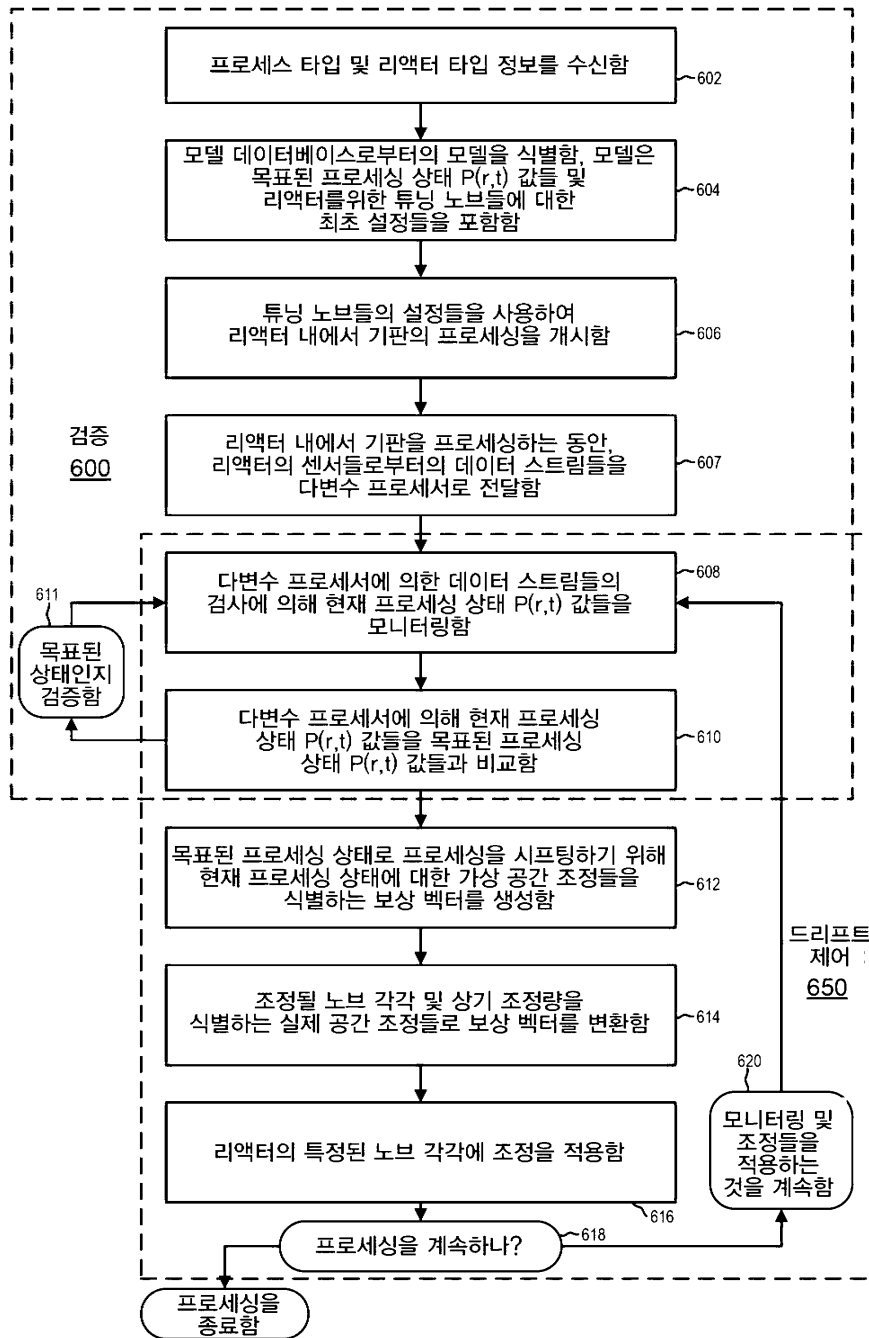 프로세스 타입 및 리액터 타입 정보를 수신함
602
모델 데이터베이스로부터의 모델을 식별함, 모델은
목표된 프로세싱 상태 P(r,t) 값들 및
리액터를위한 튜닝 노브들에 대한
최초 설정들을 포함함
604
튜닝 노브들의 설정들을 사용하여
리액터 내에서 기판의 프로세싱을 개시함
606
검증
600
리액터 내에서 기판을 프로세싱하는 동안,
리액터의 센서들로부터의 데이터 스트림들을
다변수 프로세서로 전달함
607
다변수 프로세서에 의한 데이터 스트림들의
검사에 의해 현재 프로세싱 상태 P(r,t) 값들을
모니터링함
608
611
목표된
상태인지
검증함
다변수 프로세서에 의해 현재 프로세싱
상태 P(r,t) 값들을 목표된 프로세싱
상태 P(r,t) 값들과 비교함
610
목표된 프로세싱 상태로 프로세싱을 시프팅하기 위해
현재 프로세싱 상태에 대한 가상 공간 조정들을
식별하는 보상 벡터를 생성함
612
드리프트
제어 :
650
조정될 노브 각각 및 상기 조정량을
식별하는 실제 공간 조정들로 보상 벡터를 변환함
614
620
모니터링 및
조정들을
적용하는
것을 계속함
리액터의 특정된 노브 각각에 조정을 적용함
616
프로세싱을 계속하나?
618
프로세싱을
종료함